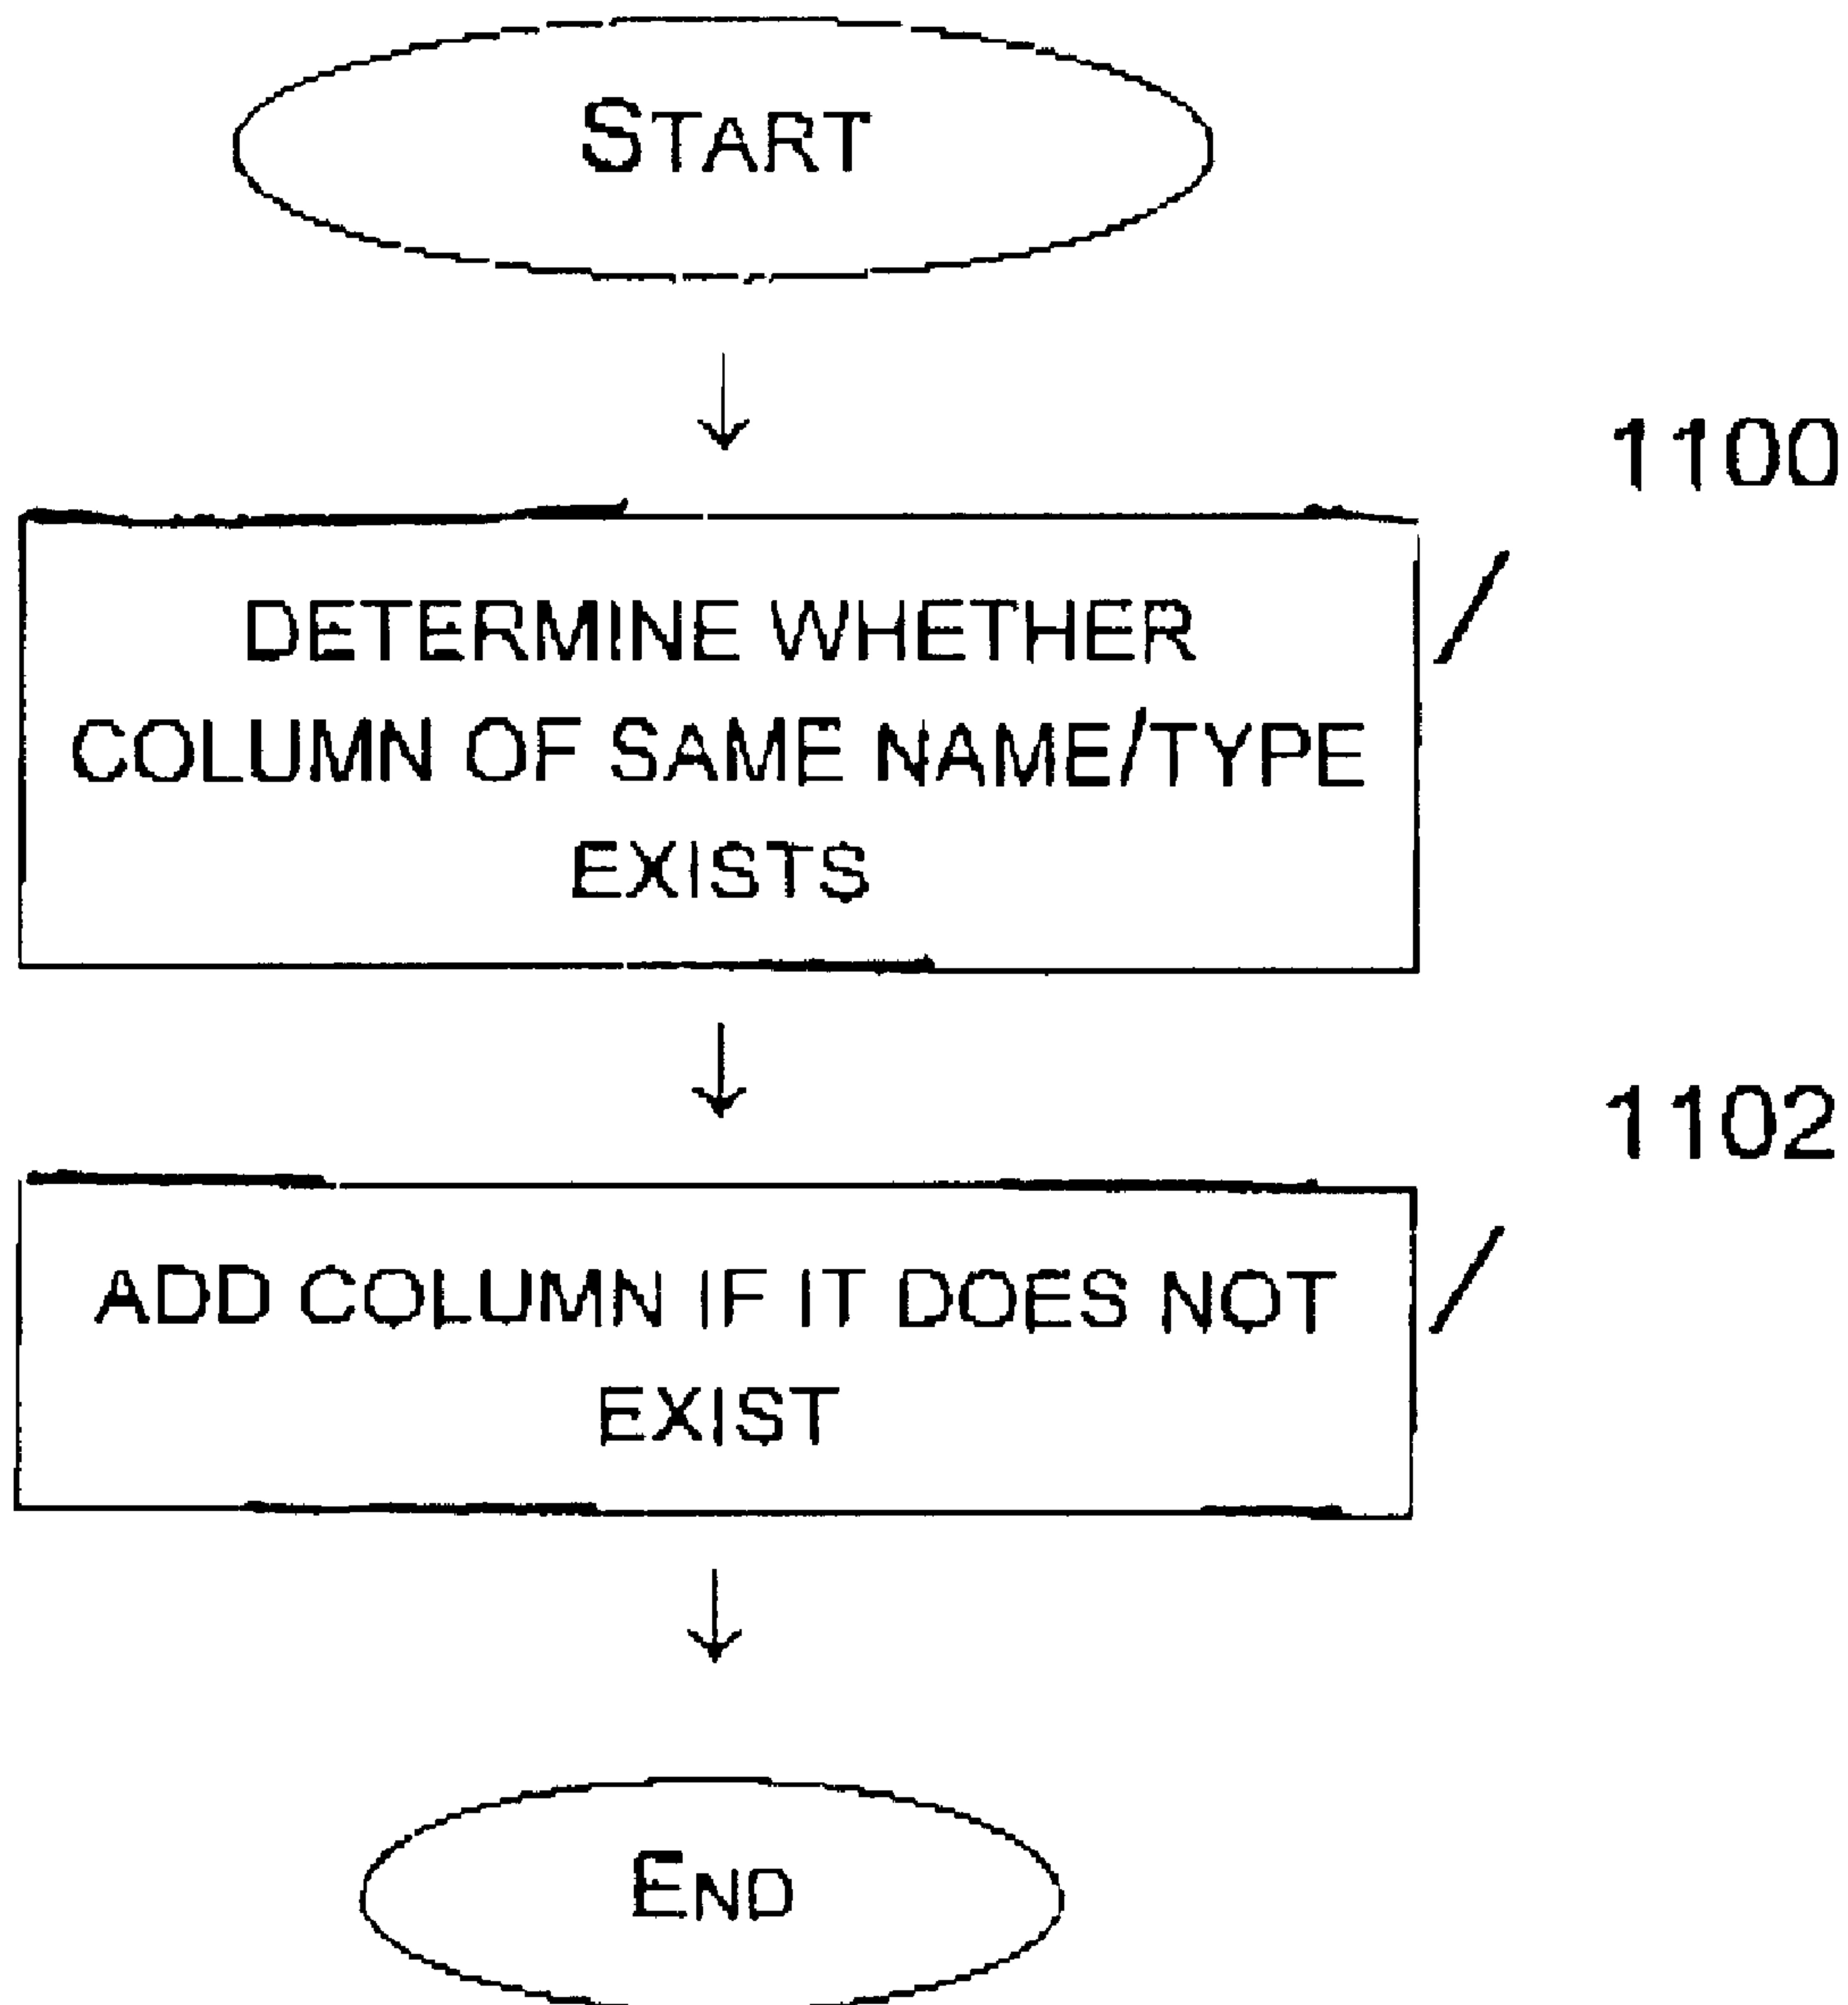 START
1100
DETERMINE WHETHER
COLUMN OF SAME NAME/TYPE
EXISTS
1102
ADD COLUMN IF IT DOES NOT
EXIST
END